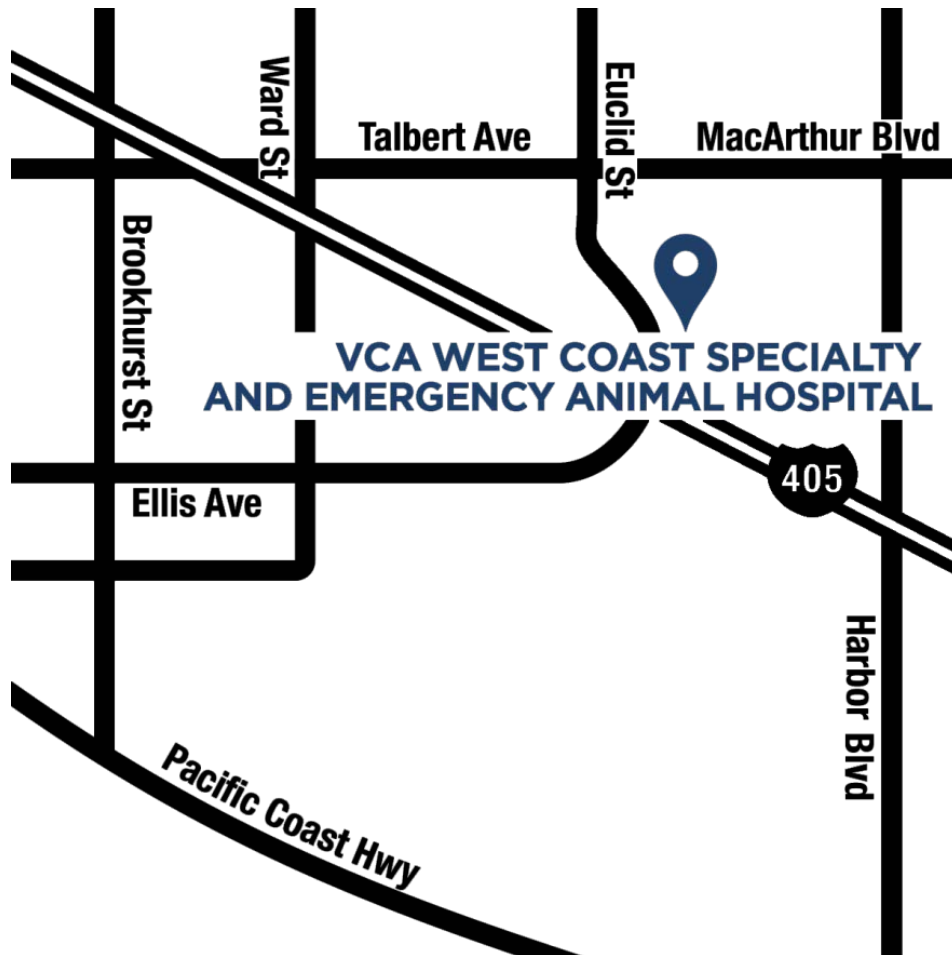 Ward St
Euclid St
Talbert Ave
MacArthur Blvd
Brookhurst St
VCA WEST COAST SPECIALTY
AND EMERGENCY ANIMAL HOSPITAL
405
Ellis Ave
Harbor Blvd
Pacific Coast Hwy